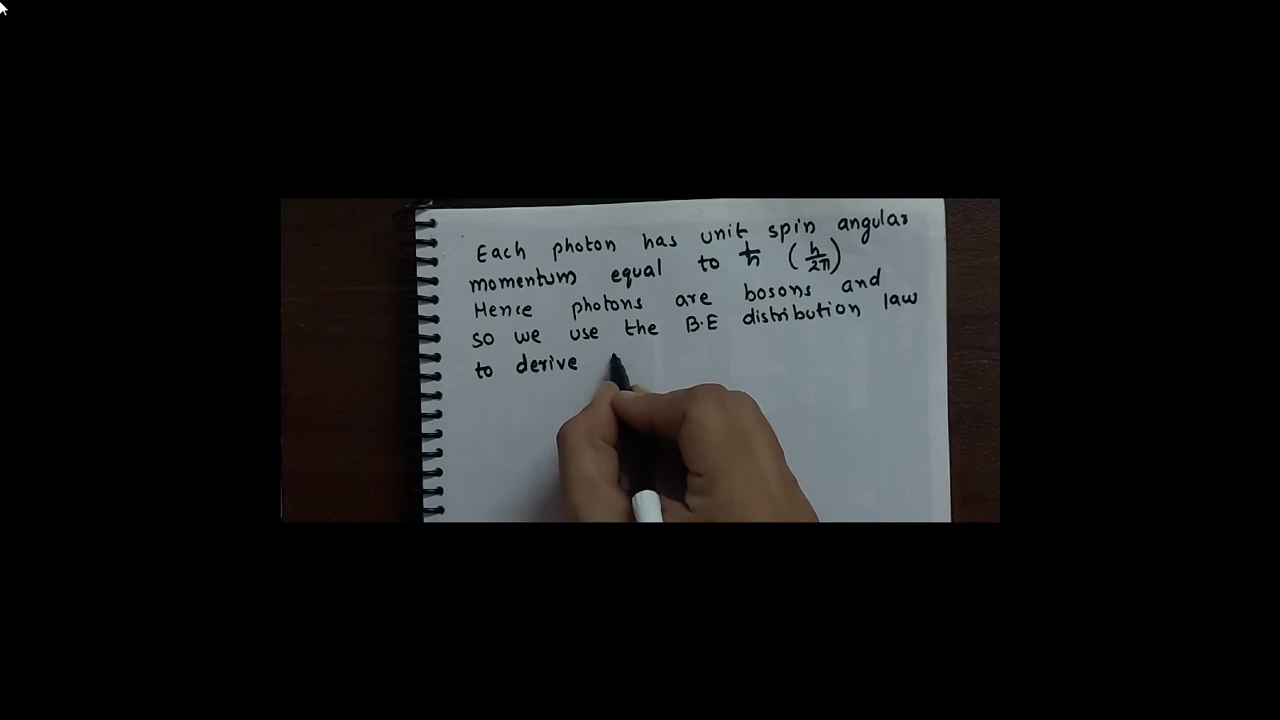 Each photon has unit spin angular
momentum equal to ħ (h/2π)
Hence photons are bosons and
so we use the B.E distribution law
to derive